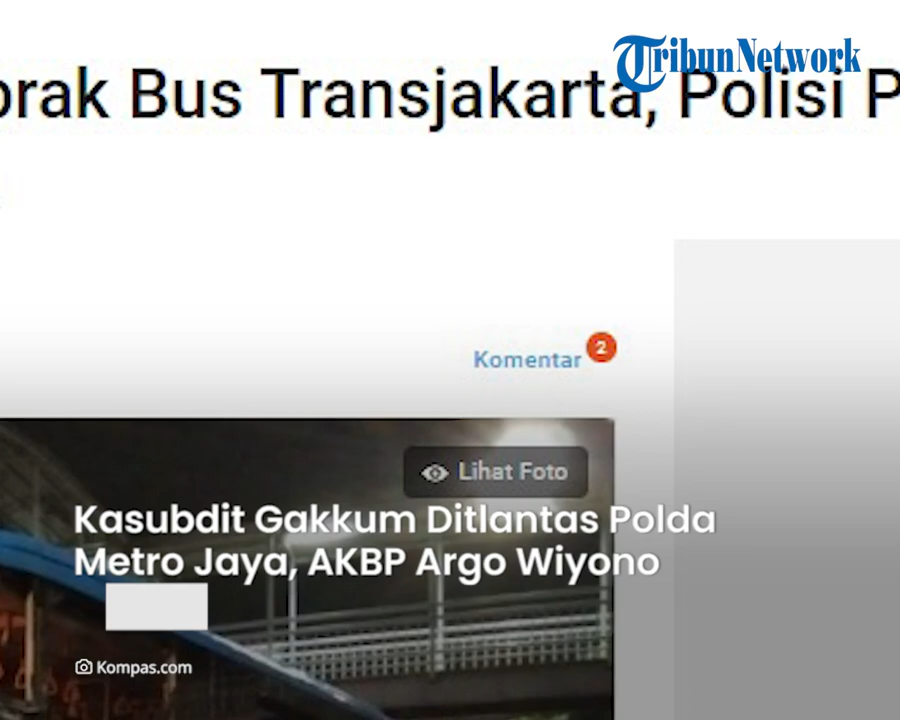 TribunNetwork
brak Bus Transjakarta, Polisi P
Komentar 2
Lihat Foto
Kasubdit Gakkum Ditlantas Polda
Metro Jaya, AKBP Argo Wiyono
Kompas.com